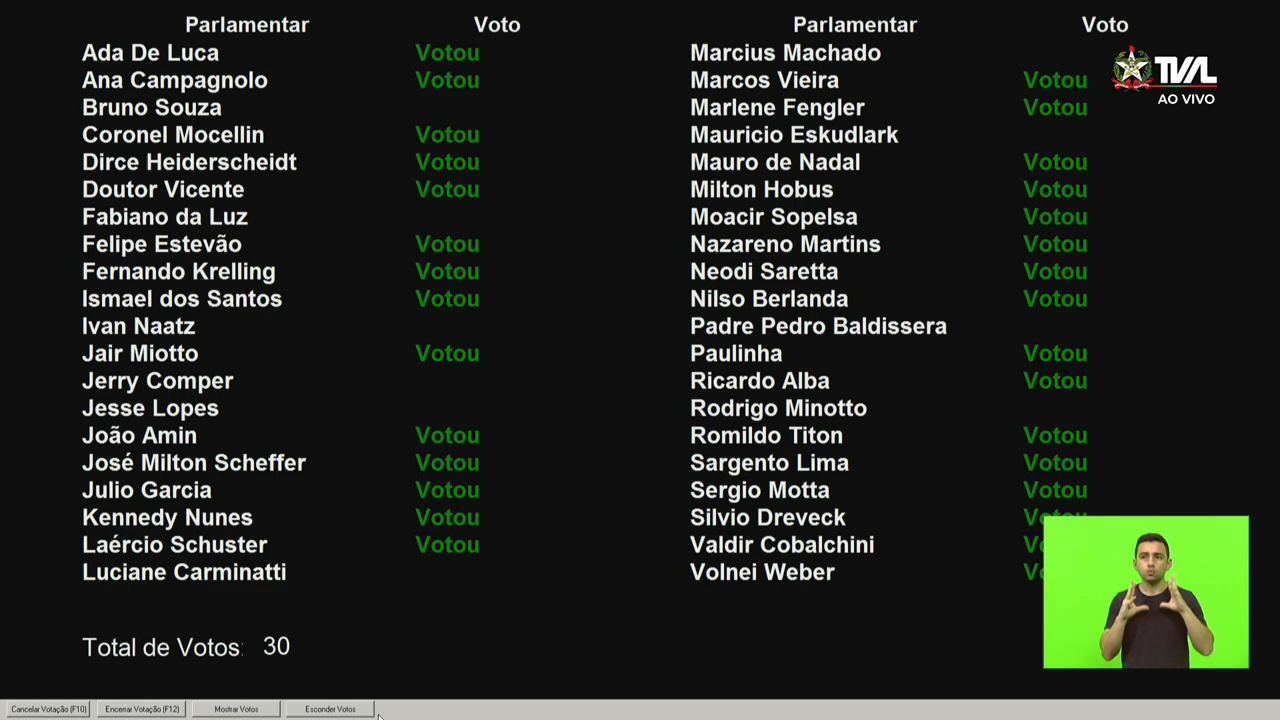 Parlamentar Voto Parlamentar Voto
Ada De Luca Votou Marcius Machado
Ana Campagnolo Votou Marcos Vieira Votou
Bruno Souza Marlene Fengler Votou
Coronel Mocellin Votou Mauricio Eskudlark
Dirce Heiderscheidt Votou Mauro de Nadal Votou
Doutor Vicente Votou Milton Hobus Votou
Fabiano da Luz Moacir Sopelsa Votou
Felipe Estevão Votou Nazareno Martins Votou
Fernando Krelling Votou Neodi Saretta Votou
Ismael dos Santos Votou Nilso Berlanda Votou
Ivan Naatz Padre Pedro Baldissera
Jair Miotto Votou Paulinha Votou
Jerry Comper Ricardo Alba Votou
Jesse Lopes Rodrigo Minotto
João Amin Votou Romildo Titon Votou
José Milton Scheffer Votou Sargento Lima Votou
Julio Garcia Votou Sergio Motta Votou
Kennedy Nunes Votou Silvio Dreveck Votou
Laércio Schuster Votou Valdir Cobalchini
Luciane Carminatti Volnei Weber
Total de Votos: 30
TVAL
AO VIVO
Cancelar Votação (F10) Encerrar Votação (F12) Mostrar Votos Esconder Votos